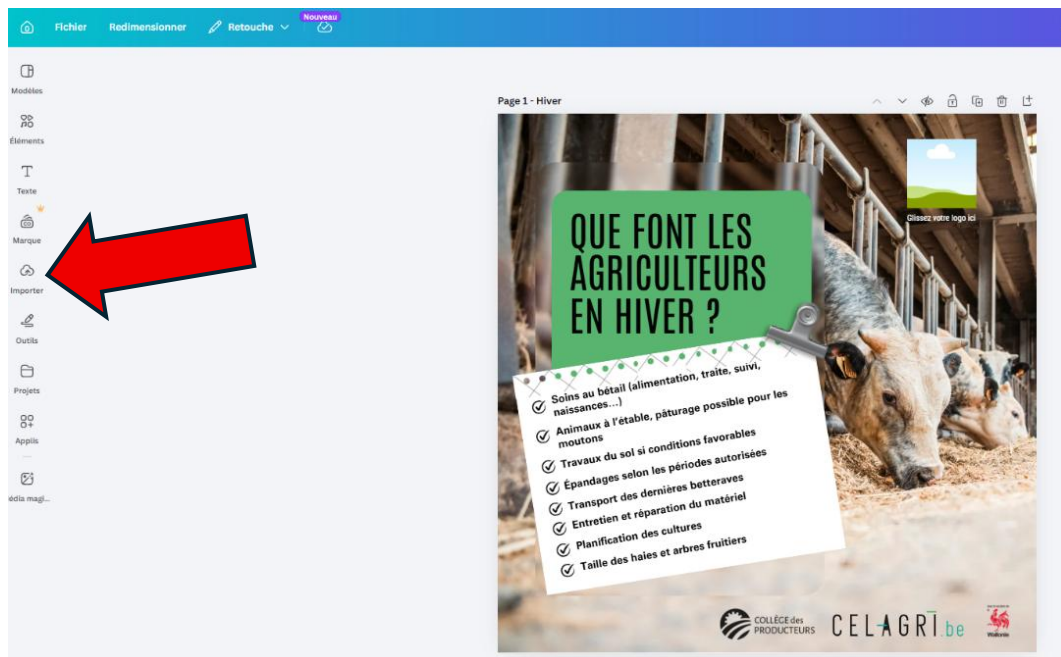 Fichier Redimensionner Retouche Nouveau
Modèles
Éléments
Texte
Marque
Importer
Outils
Projets
Applis
édia magi...
Page 1 - Hiver
Glissez votre logo ici
QUE FONT LES
AGRICULTEURS
EN HIVER ?
Soins au bétail (alimentation, traite, suivi,
naissances...)
Animaux à l'étable, pâturage possible pour les
moutons
Travaux du sol si conditions favorables
Épandages selon les périodes autorisées
Transport des dernières betteraves
Entretien et réparation du matériel
Planification des cultures
Taille des haies et arbres fruitiers
COLLÈGE des
PRODUCTEURS
CELAGRI.be
Wallonie